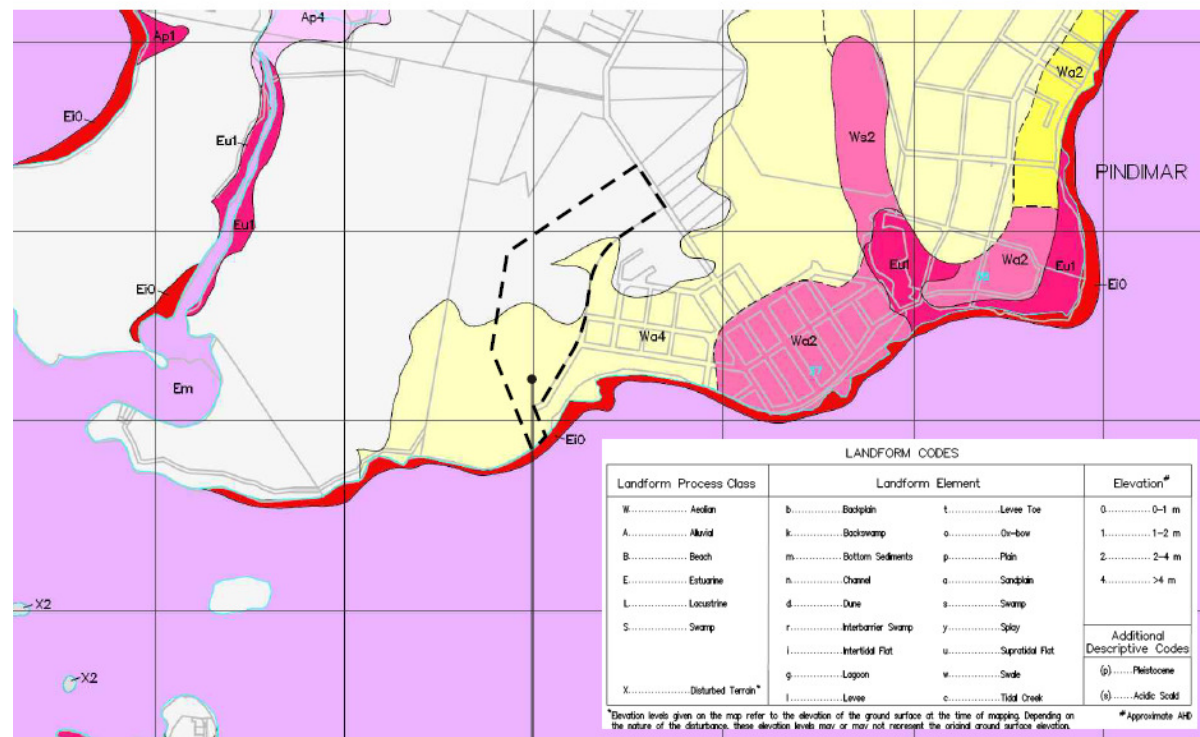 Ap4
Ap1
Wa2
Ei0
Ws2
Eu1
PINDIMAR
Eu1
Eu1
Wa2
Eu1
Ei0
Ei0
Wa4
Wa2
Em
Ei0
X2
X2
LANDFORM CODES
Landform Process Class Landform Element Elevation#
W..........Aeolian b..........Backplain t..........Levee Toe 0..........0-1 m
A..........Alluvial k..........Backswamp o..........Ox-bow 1..........1-2 m
B..........Beach m..........Bottom Sediments p..........Plain 2..........2-4 m
E..........Estuarine n..........Channel a..........Sandplain 4..........>4 m
L..........Lacustrine d..........Dune s..........Swamp
S..........Swamp r..........Interbarrier Swamp y..........Splay
Additional
Descriptive Codes
i..........Intertidal Flat u..........Supratidal Flat
g..........Lagoon w..........Swale (p)......Pleistocene
X..........Disturbed Terrain* l..........Levee c..........Tidal Creek (s)......Acidic Scald
*Elevation levels given on the map refer to the elevation of the ground surface at the time of mapping. Depending on
the nature of the disturbance, these elevation levels may or may not represent the original ground surface elevation.
# Approximate AHD